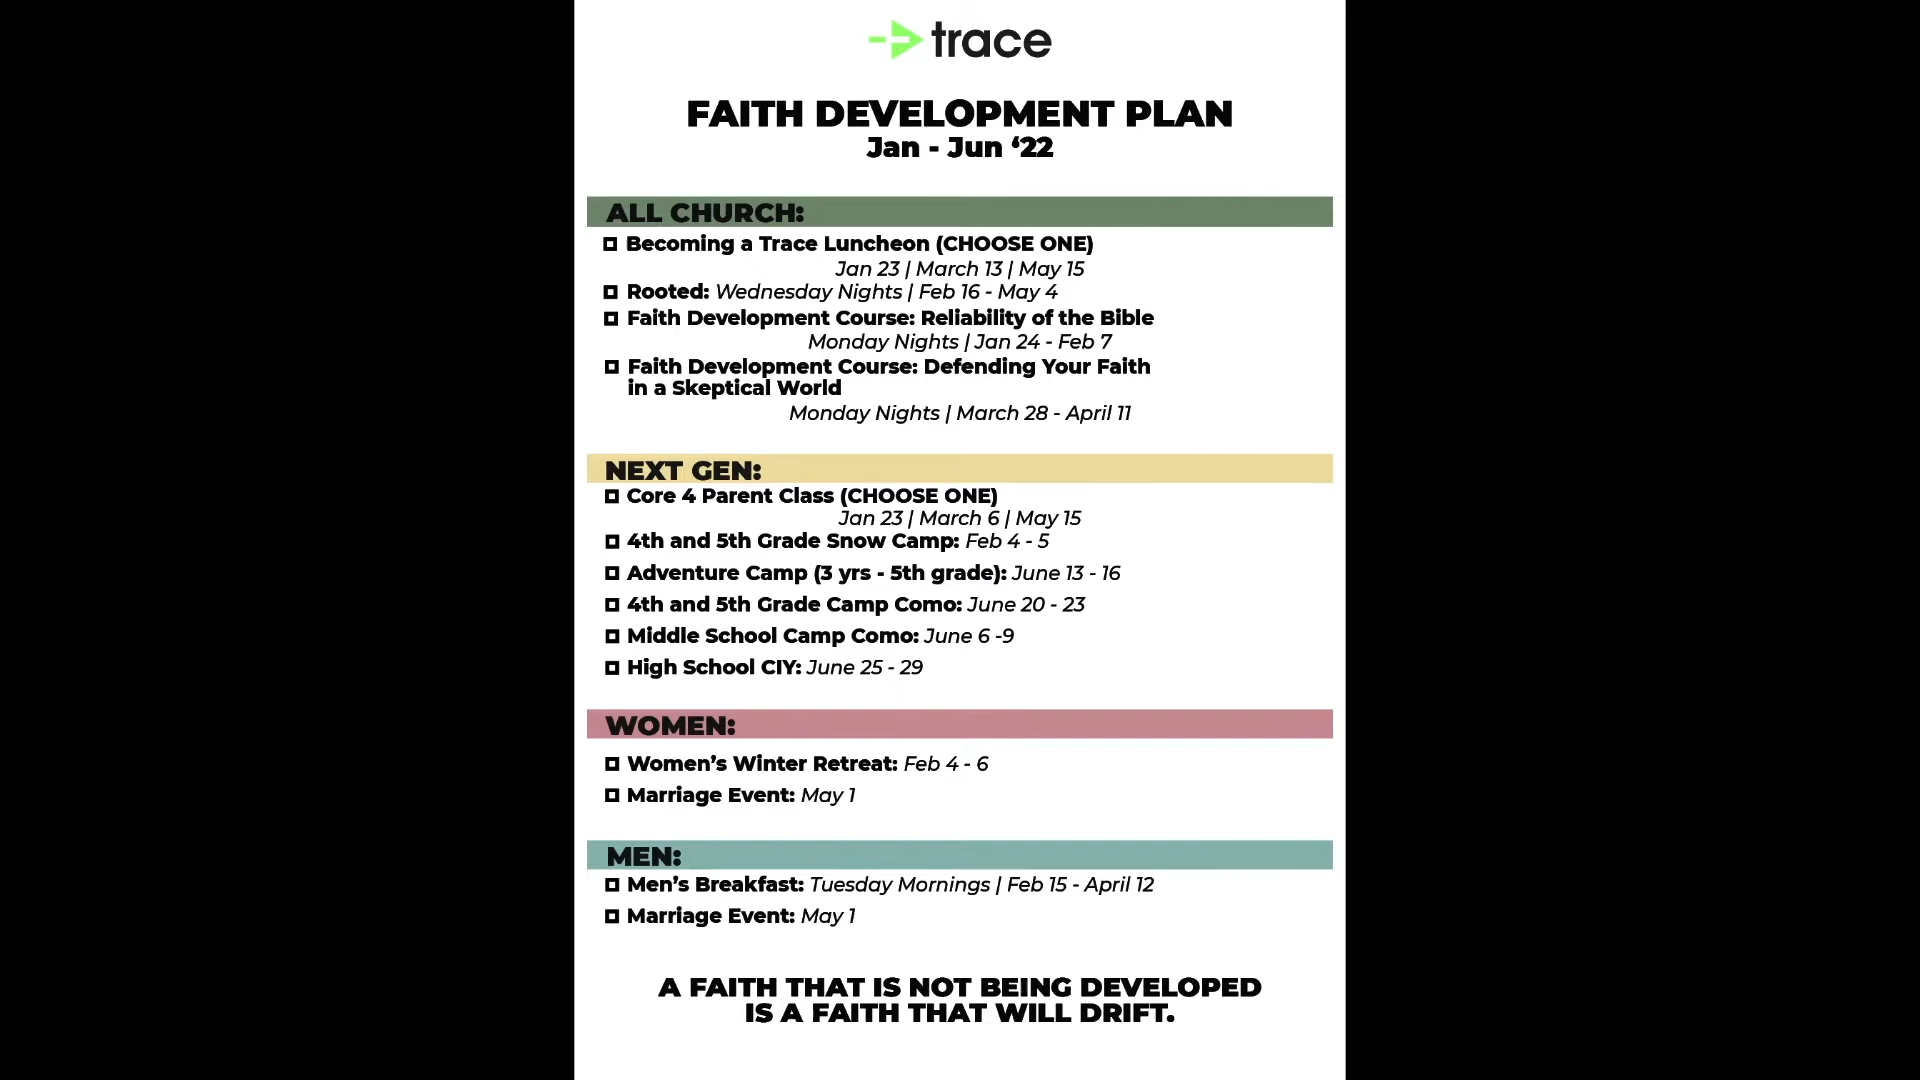 trace
FAITH DEVELOPMENT PLAN
Jan - Jun ‘22
ALL CHURCH:
Becoming a Trace Luncheon (CHOOSE ONE)
Jan 23 | March 13 | May 15
Rooted: Wednesday Nights | Feb 16 - May 4
Faith Development Course: Reliability of the Bible
Monday Nights | Jan 24 - Feb 7
Faith Development Course: Defending Your Faith
in a Skeptical World
Monday Nights | March 28 - April 11
NEXT GEN:
Core 4 Parent Class (CHOOSE ONE)
Jan 23 | March 6 | May 15
4th and 5th Grade Snow Camp: Feb 4 - 5
Adventure Camp (3 yrs - 5th grade): June 13 - 16
4th and 5th Grade Camp Como: June 20 - 23
Middle School Camp Como: June 6 -9
High School CIY: June 25 - 29
WOMEN:
Women’s Winter Retreat: Feb 4 - 6
Marriage Event: May 1
MEN:
Men’s Breakfast: Tuesday Mornings | Feb 15 - April 12
Marriage Event: May 1
A FAITH THAT IS NOT BEING DEVELOPED
IS A FAITH THAT WILL DRIFT.